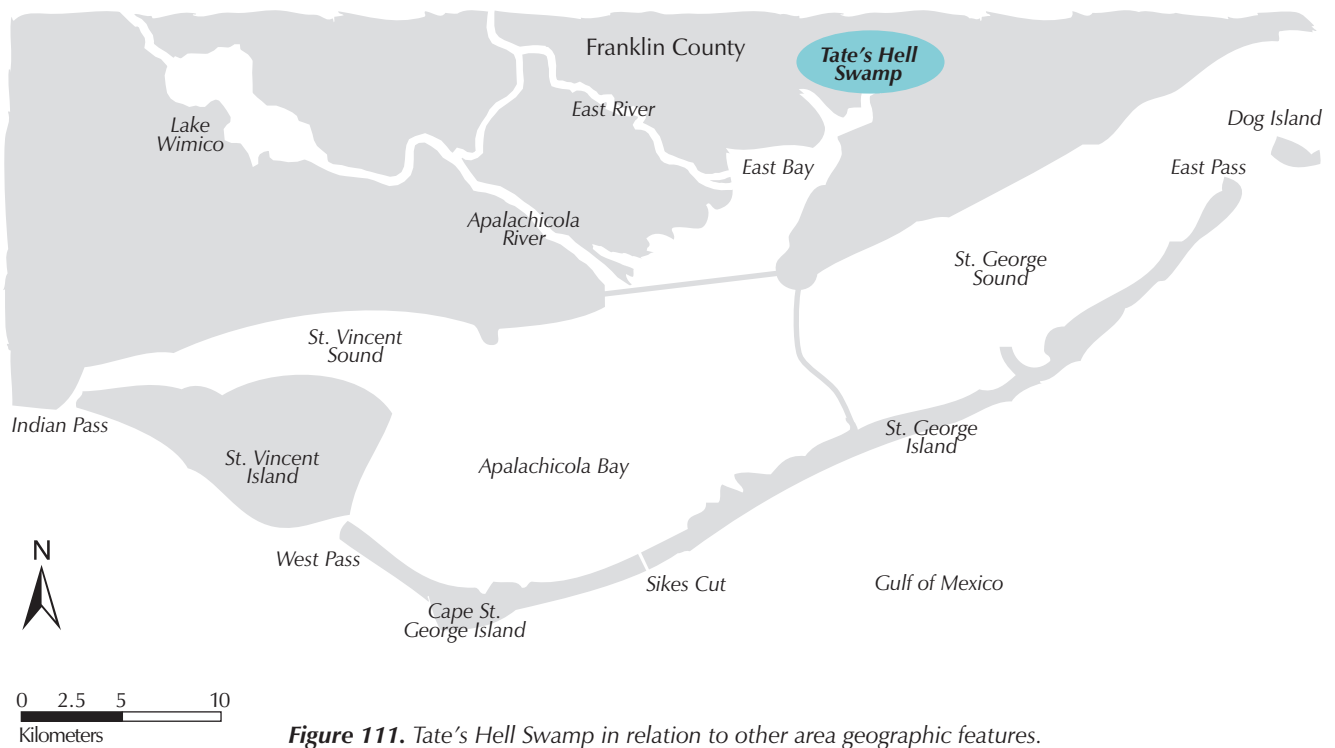 Franklin County
Tate's Hell
Swamp
East River
Dog Island
Lake
Wimico
East Bay
East Pass
Apalachicola
River
St. George
Sound
St. Vincent
Sound
Indian Pass
St. George
Island
St. Vincent
Island
Apalachicola Bay
N
West Pass
Sikes Cut
Gulf of Mexico
Cape St.
George Island
0 2.5 5 10
Kilometers
Figure 111. Tate's Hell Swamp in relation to other area geographic features.